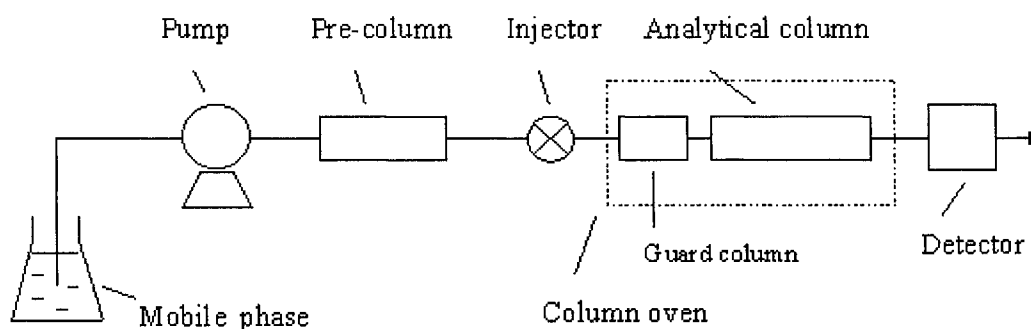 Pump
Pre-column
Injector
Analytical column
Guard column
Detector
Mobile phase
Column oven